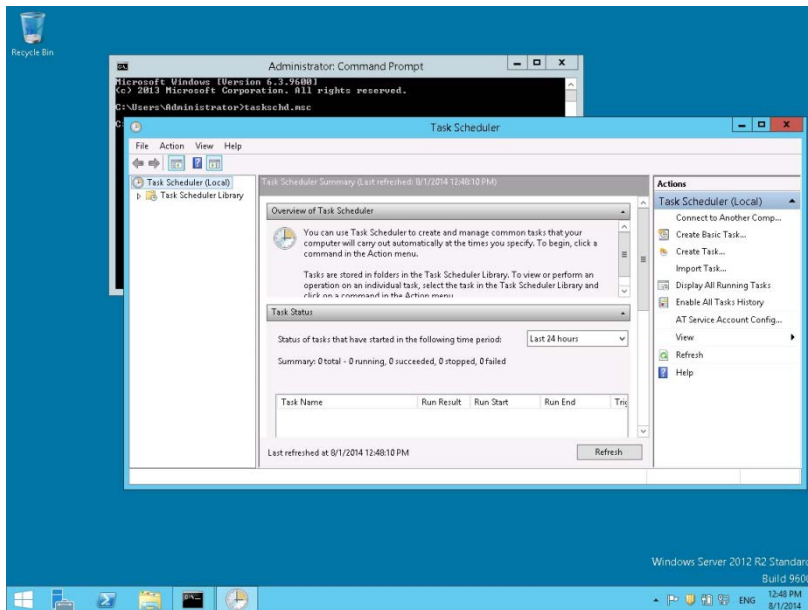 Recycle Bin
Administrator: Command Prompt
Microsoft Windows [Version 6.3.9600]
(c) 2013 Microsoft Corporation. All rights reserved.
C:\Users\Administrator>taskschd.msc
C:
Task Scheduler
File Action View Help
Task Scheduler (Local)
Task Scheduler Library
Task Scheduler Summary (Last refreshed: 8/1/2014 12:48:10 PM)
Overview of Task Scheduler
You can use Task Scheduler to create and manage common tasks that your
computer will carry out automatically at the times you specify. To begin, click a
command in the Action menu.
Tasks are stored in folders in the Task Scheduler Library. To view or perform an
operation on an individual task, select the task in the Task Scheduler Library and
click on a command in the Action menu
Task Status
Status of tasks that have started in the following time period:
Last 24 hours
Summary: 0 total - 0 running, 0 succeeded, 0 stopped, 0 failed
Task Name Run Result Run Start Run End Trig
Last refreshed at 8/1/2014 12:48:10 PM
Refresh
Actions
Task Scheduler (Local)
Connect to Another Comp...
Create Basic Task...
Create Task...
Import Task...
Display All Running Tasks
Enable All Tasks History
AT Service Account Config...
View
Refresh
Help
Windows Server 2012 R2 Standard
Build 9600
ENG
12:48 PM
8/1/2014